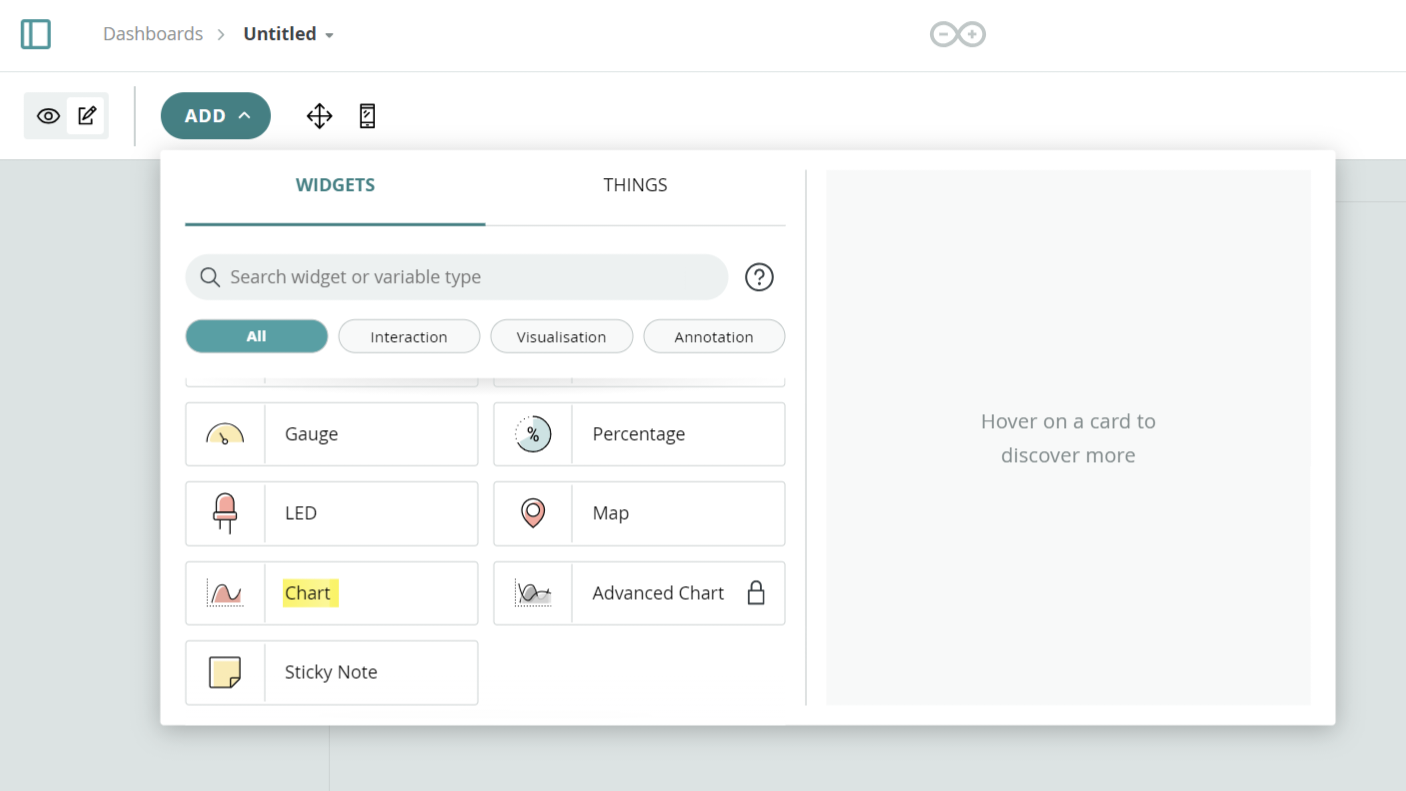 Dashboards > Untitled
ADD
WIDGETS THINGS
Search widget or variable type ?
All Interaction Visualisation Annotation
Gauge % Percentage
LED Map
Chart Advanced Chart
Sticky Note
Hover on a card to
discover more